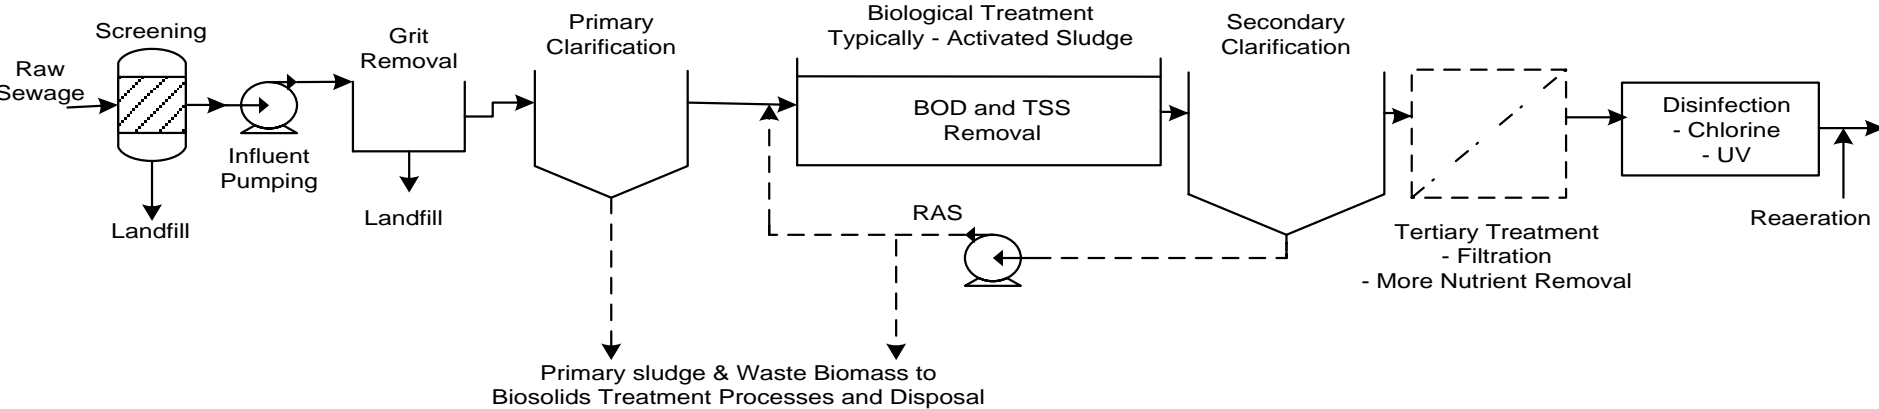 Screening
Raw
Sewage
Landfill
Influent
Pumping
Grit
Removal
Landfill
Primary
Clarification
Biological Treatment
Typically - Activated Sludge
BOD and TSS
Removal
RAS
Secondary
Clarification
Tertiary Treatment
- Filtration
- More Nutrient Removal
Disinfection
- Chlorine
- UV
Reaeration
Primary sludge & Waste Biomass to
Biosolids Treatment Processes and Disposal